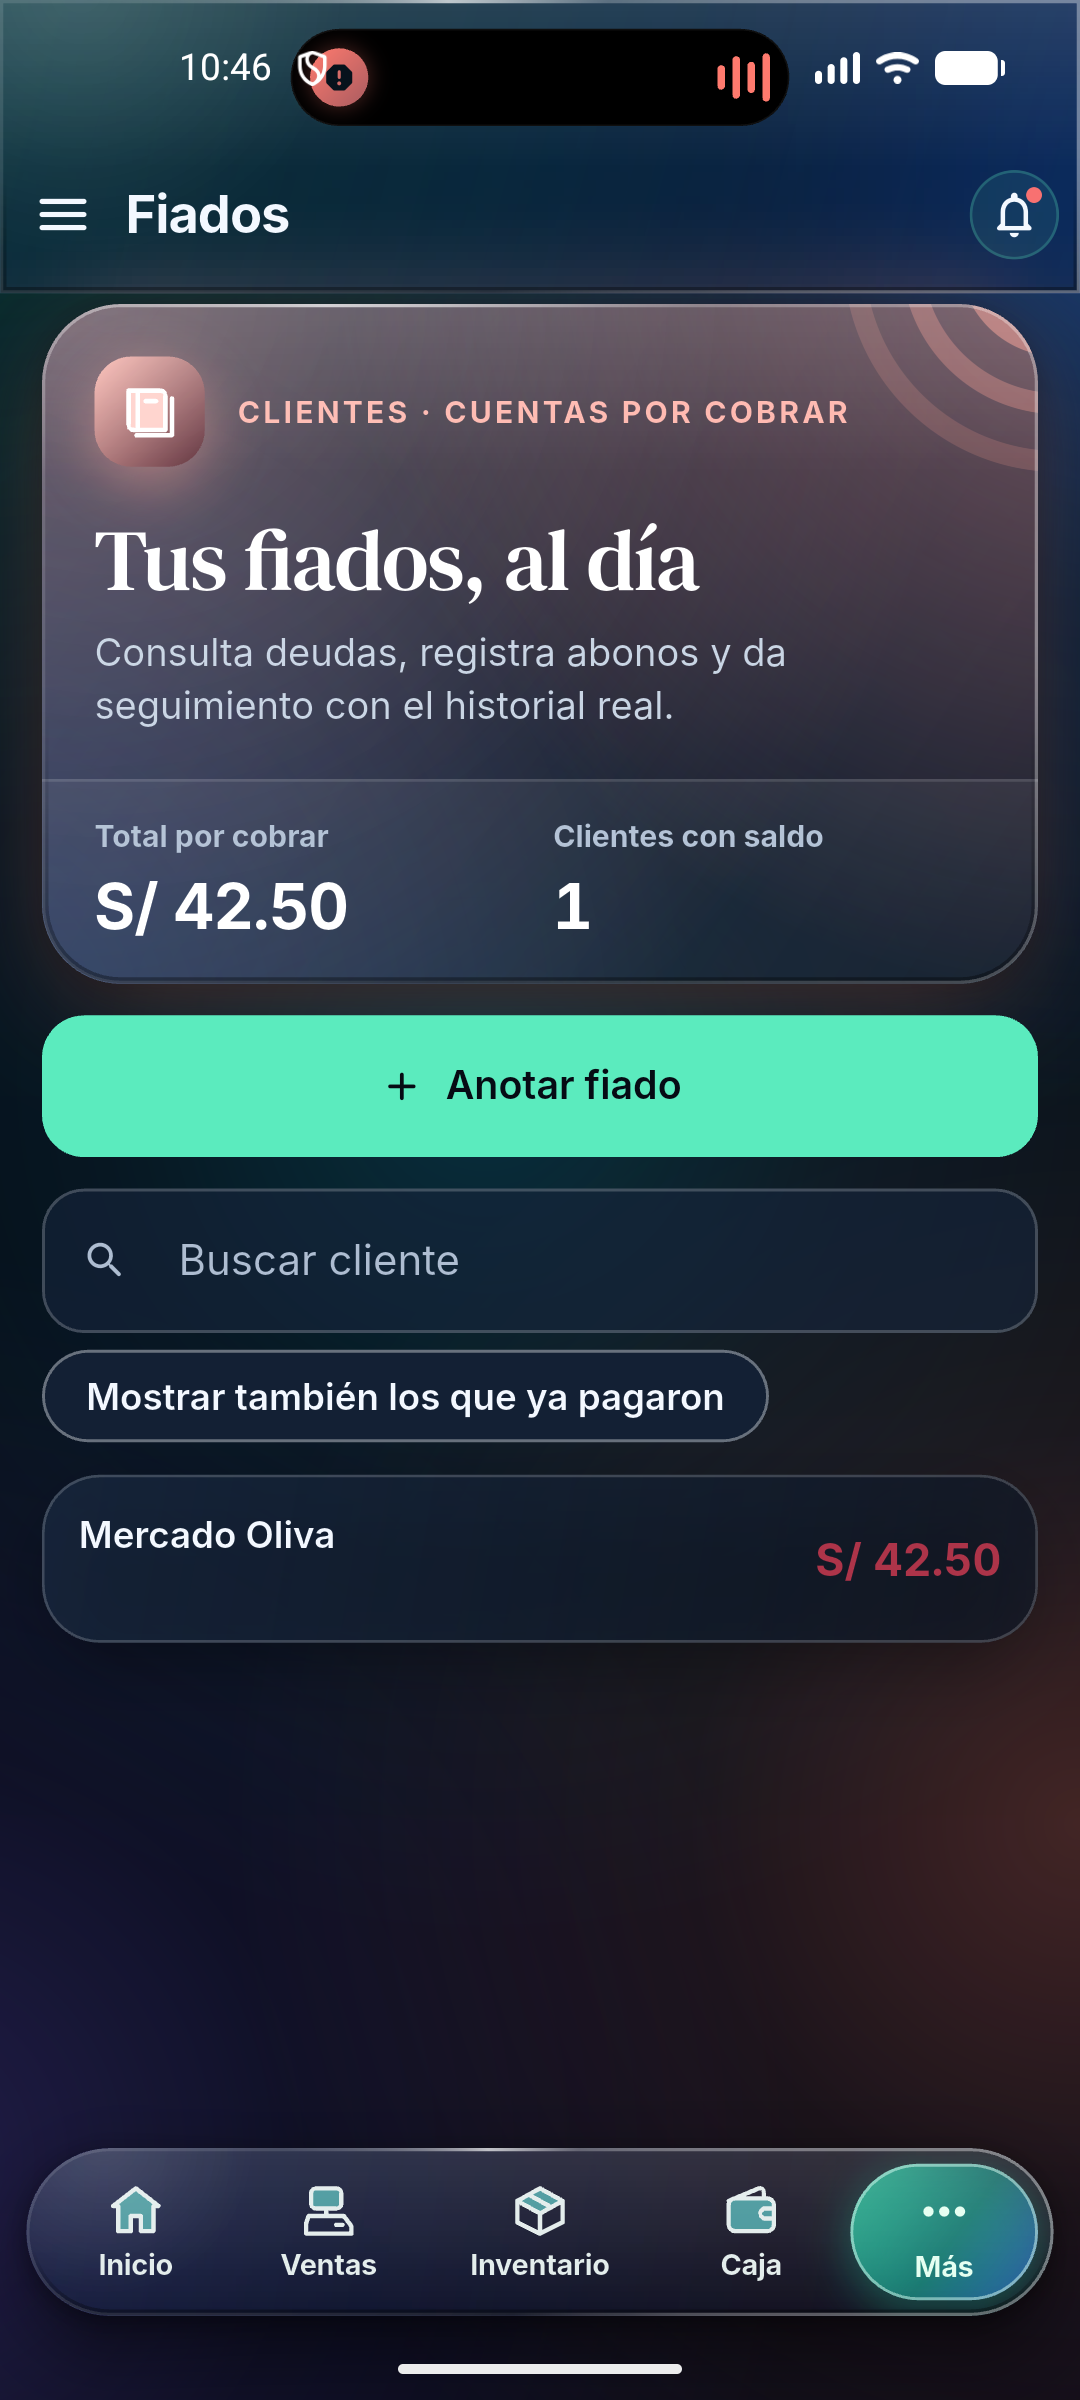 10:46
Fiados
CLIENTES · CUENTAS POR COBRAR
Tus fiados, al día
Consulta deudas, registra abonos y da
seguimiento con el historial real.
Total por cobrar
Clientes con saldo
S/ 42.50
1
+ Anotar fiado
Buscar cliente
Mostrar también los que ya pagaron
Mercado Oliva
S/ 42.50
Inicio
Ventas
Inventario
Caja
Más